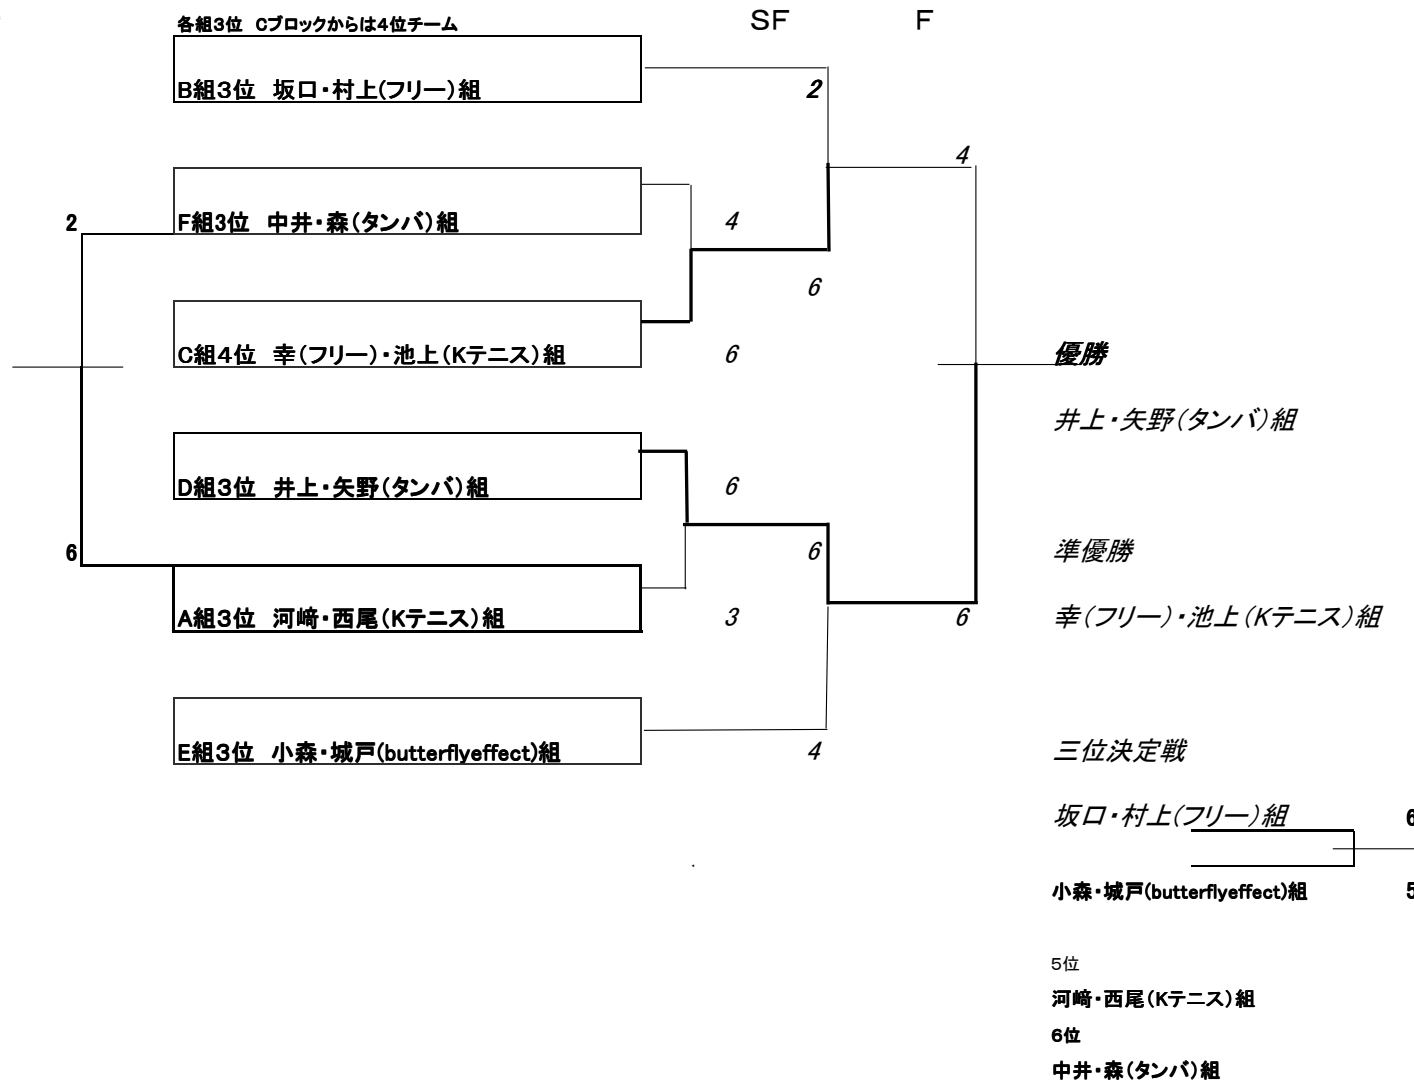 各組3位 Cブロックからは4位チーム
SF
F
B組3位 坂口・村上(フリー)組
2
4
F組3位 中井・森(タンバ)組
2
4
6
C組4位 幸(フリー)・池上(Kテニス)組
6
優勝
井上・矢野(タンバ)組
D組3位 井上・矢野(タンバ)組
6
6
6
準優勝
A組3位 河﨑・西尾(Kテニス)組
3
6
幸(フリー)・池上(Kテニス)組
E組3位 小森・城戸(butterflyeffect)組
4
三位決定戦
坂口・村上(フリー)組
6
小森・城戸(butterflyeffect)組
5
5位
河﨑・西尾(Kテニス)組
6位
中井・森(タンバ)組